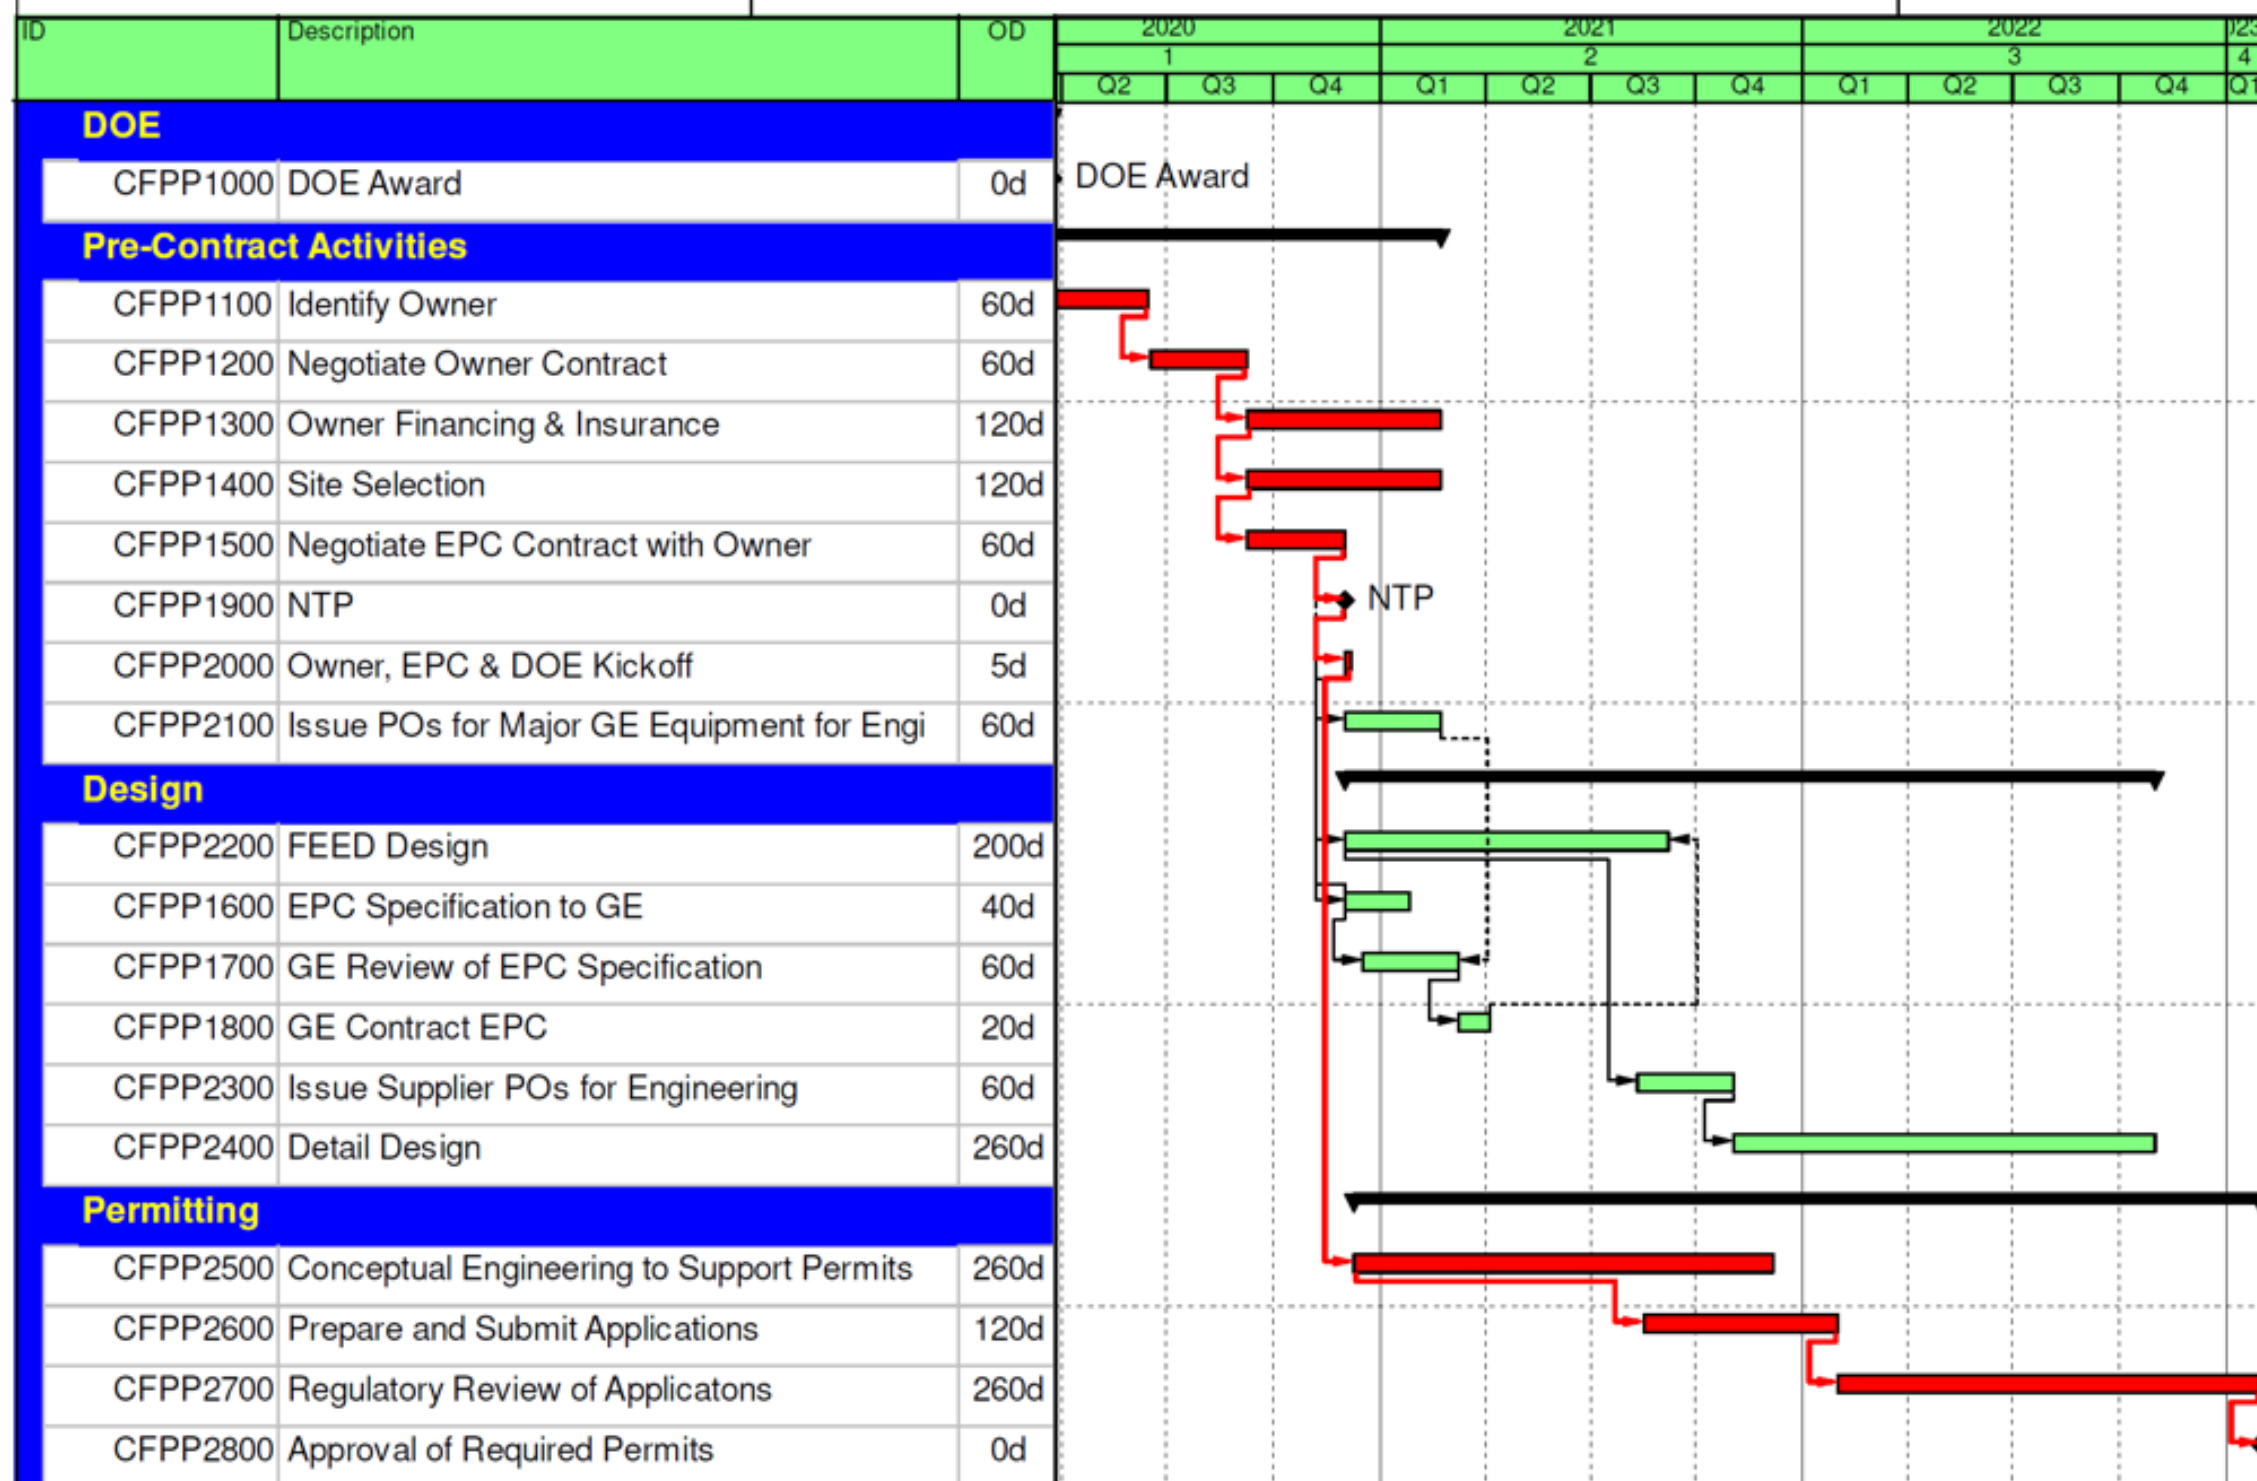 ID Description OD 2020 2021 2022 )23
1 2 3 4
Q2 Q3 Q4 Q1 Q2 Q3 Q4 Q1 Q2 Q3 Q4 Q1
DOE
CFPP1000 DOE Award 0d DOE Award
Pre-Contract Activities
CFPP1100 Identify Owner 60d
CFPP1200 Negotiate Owner Contract 60d
CFPP1300 Owner Financing & Insurance 120d
CFPP1400 Site Selection 120d
CFPP1500 Negotiate EPC Contract with Owner 60d
CFPP1900 NTP 0d NTP
CFPP2000 Owner, EPC & DOE Kickoff 5d
CFPP2100 Issue POs for Major GE Equipment for Engi 60d
Design
CFPP2200 FEED Design 200d
CFPP1600 EPC Specification to GE 40d
CFPP1700 GE Review of EPC Specification 60d
CFPP1800 GE Contract EPC 20d
CFPP2300 Issue Supplier POs for Engineering 60d
CFPP2400 Detail Design 260d
Permitting
CFPP2500 Conceptual Engineering to Support Permits 260d
CFPP2600 Prepare and Submit Applications 120d
CFPP2700 Regulatory Review of Applicatons 260d
CFPP2800 Approval of Required Permits 0d